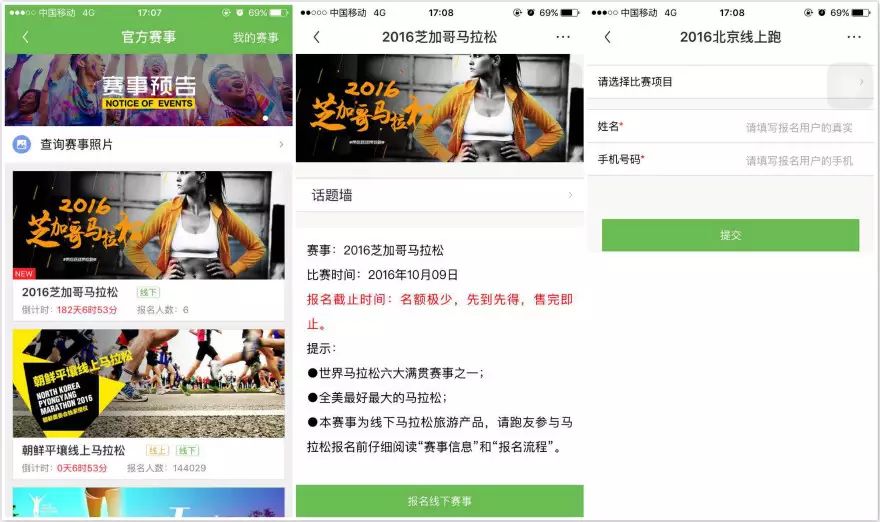 中国移动 4G 17:07 69%
官方赛事 我的赛事
赛事预告
NOTICE OF EVENTS
查询赛事照片
2016
芝加哥马拉松
NEW
2016芝加哥马拉松 线下
倒计时：182天6时53分 报名人数：6
朝鲜平壤线上马拉松
NORTH KOREA
PYONGYANG
MARATHON 2016
朝鲜平壤线上马拉松 线上 线下
倒计时：0天6时53分 报名人数：144029
中国移动 4G 17:08 69%
2016芝加哥马拉松
2016
芝加哥马拉松
话题墙
赛事：2016芝加哥马拉松
比赛时间：2016年10月09日
报名截止时间：名额极少，先到先得，售完即
止。
提示：
●世界马拉松六大满贯赛事之一；
●全美最好最大的马拉松；
●本赛事为线下马拉松旅游产品，请跑友参与马
拉松报名前仔细阅读“赛事信息”和“报名流程”。
报名线下赛事
中国移动 4G 17:08 69%
2016北京线上跑
请选择比赛项目
姓名* 请填写报名用户的真实
手机号码* 请填写报名用户的手机
提交